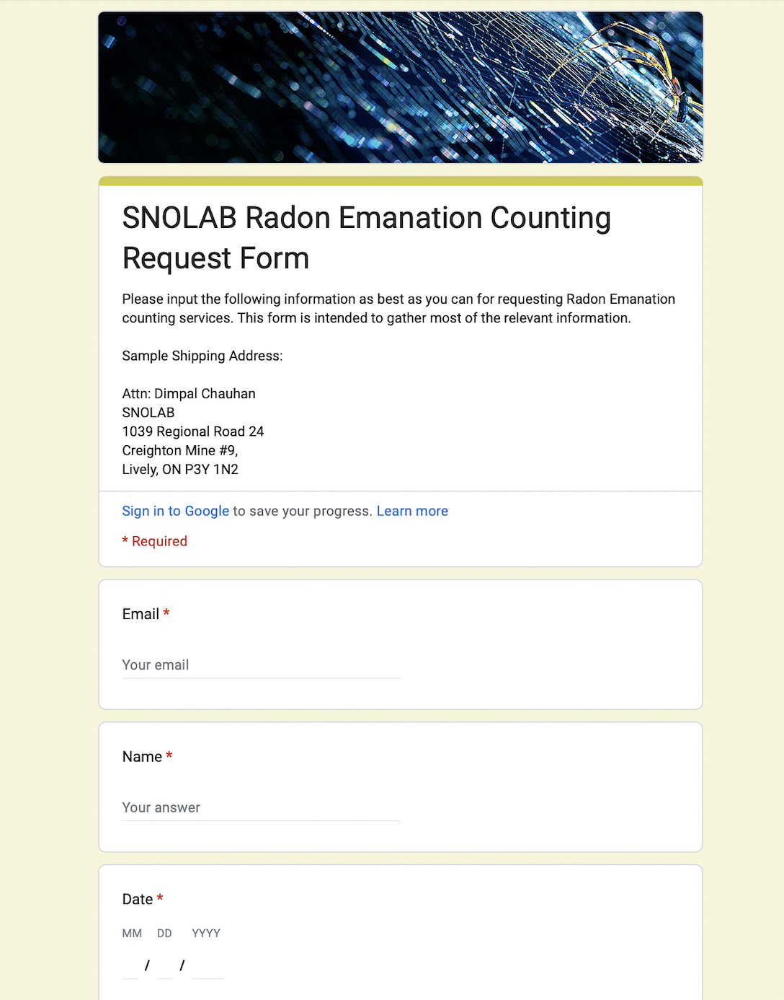 SNOLAB Radon Emanation Counting
Request Form
Please input the following information as best as you can for requesting Radon Emanation
counting services. This form is intended to gather most of the relevant information.
Sample Shipping Address:
Attn: Dimpal Chauhan
SNOLAB
1039 Regional Road 24
Creighton Mine #9,
Lively, ON P3Y 1N2
Sign in to Google to save your progress. Learn more
* Required
Email *
Your email
Name *
Your answer
Date *
MM DD YYYY
/ /